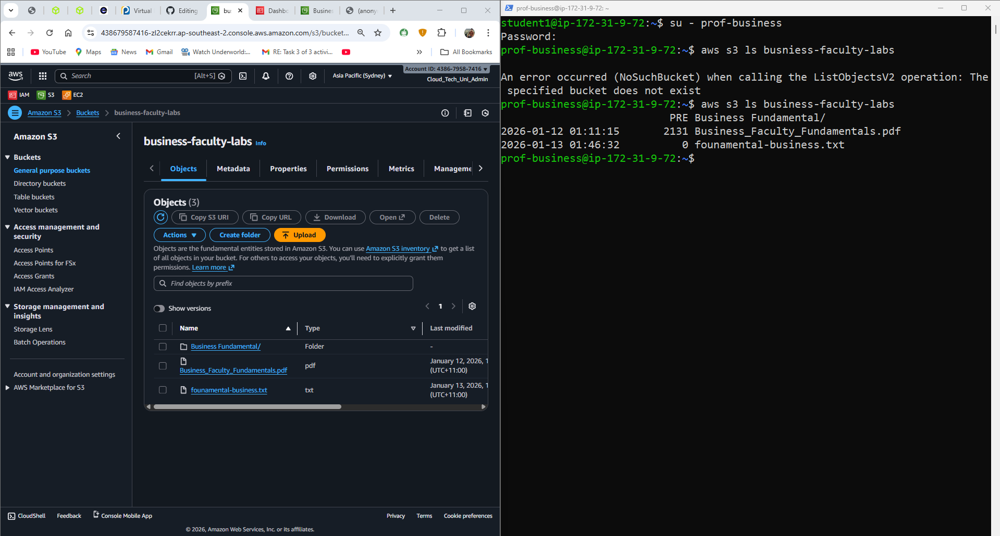 Virtual
Editing
bu
Dashb
Busines
(anony
438679587416-zl2cekrr.ap-southeast-2.console.aws.amazon.com/s3/bucket...
YouTube
Maps
News
Gmail
Watch Underworld:...
RE: Task 3 of 3 activi...
»
All Bookmarks
aws
Search
[Alt+S]
Asia Pacific (Sydney)
Account ID: 4386-7958-7416
Cloud_Tech_Uni_Admin
IAM
S3
EC2
Amazon S3
Buckets
business-faculty-labs
Amazon S3
Buckets
General purpose buckets
Directory buckets
Table buckets
Vector buckets
Access management and
security
Access Points
Access Points for FSx
Access Grants
IAM Access Analyzer
Storage management and
insights
Storage Lens
Batch Operations
Account and organization settings
AWS Marketplace for S3
business-faculty-labs Info
Objects
Metadata
Properties
Permissions
Metrics
Manageme
Objects (3)
Copy S3 URI
Copy URL
Download
Open
Delete
Actions
Create folder
Upload
Objects are the fundamental entities stored in Amazon S3. You can use Amazon S3 inventory to get a list
of all objects in your bucket. For others to access your objects, you'll need to explicitly grant them
permissions. Learn more
Find objects by prefix
Show versions
1
Name
Type
Last modified
Business Fundamental/
Folder
-
Business_Faculty_Fundamentals.pdf
pdf
January 12, 2026, 1
(UTC+11:00)
founamental-business.txt
txt
January 13, 2026, 1
(UTC+11:00)
CloudShell
Feedback
Console Mobile App
Privacy
Terms
Cookie preferences
© 2026, Amazon Web Services, Inc. or its affiliates.
prof-business@ip-172-31-9-72: ~
student1@ip-172-31-9-72:~$ su - prof-business
Password:
prof-business@ip-172-31-9-72:~$ aws s3 ls busniess-faculty-labs
An error occurred (NoSuchBucket) when calling the ListObjectsV2 operation: The
specified bucket does not exist
prof-business@ip-172-31-9-72:~$ aws s3 ls business-faculty-labs
PRE Business Fundamental/
2026-01-12 01:11:15 2131 Business_Faculty_Fundamentals.pdf
2026-01-13 01:46:32 0 founamental-business.txt
prof-business@ip-172-31-9-72:~$